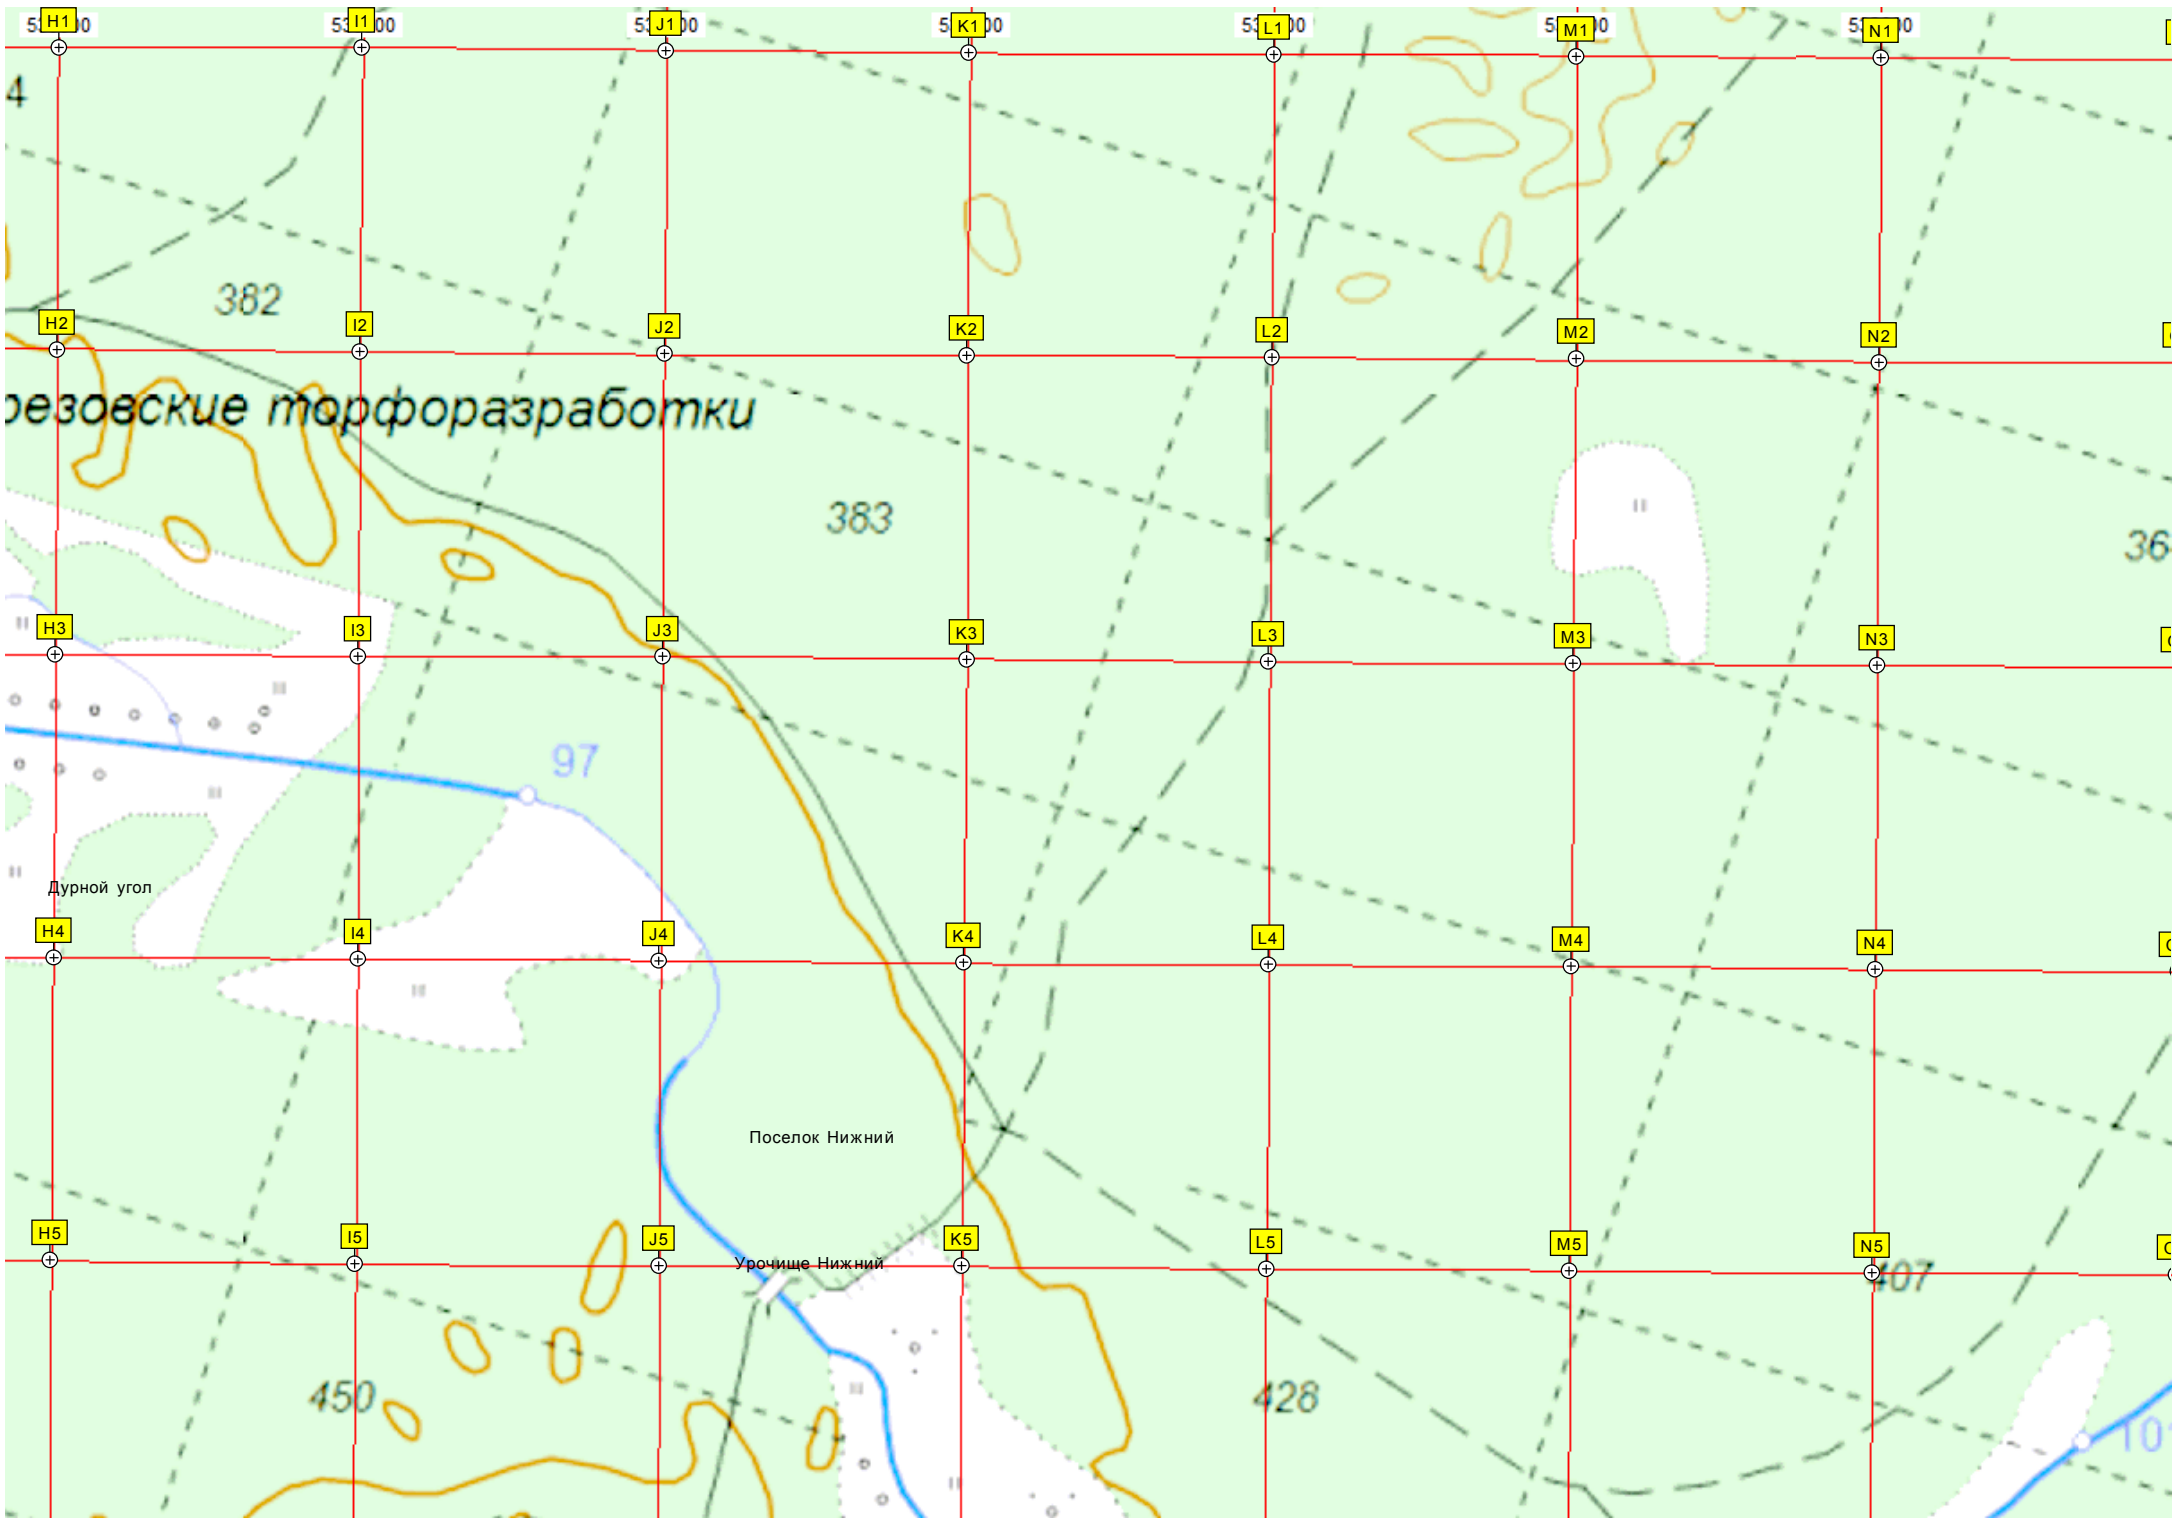 H1 I1 J1 K1 L1 M1 N1
4
382
H2 I2 J2 K2 L2 M2 N2
резовские торфоразработки
383
H3 I3 J3 K3 L3 M3 N3
97
Дурной угол
H4 I4 J4 K4 L4 M4 N4
Поселок Нижний
H5 I5 J5 K5 L5 M5 N5
Урочище Нижний
407
450
428